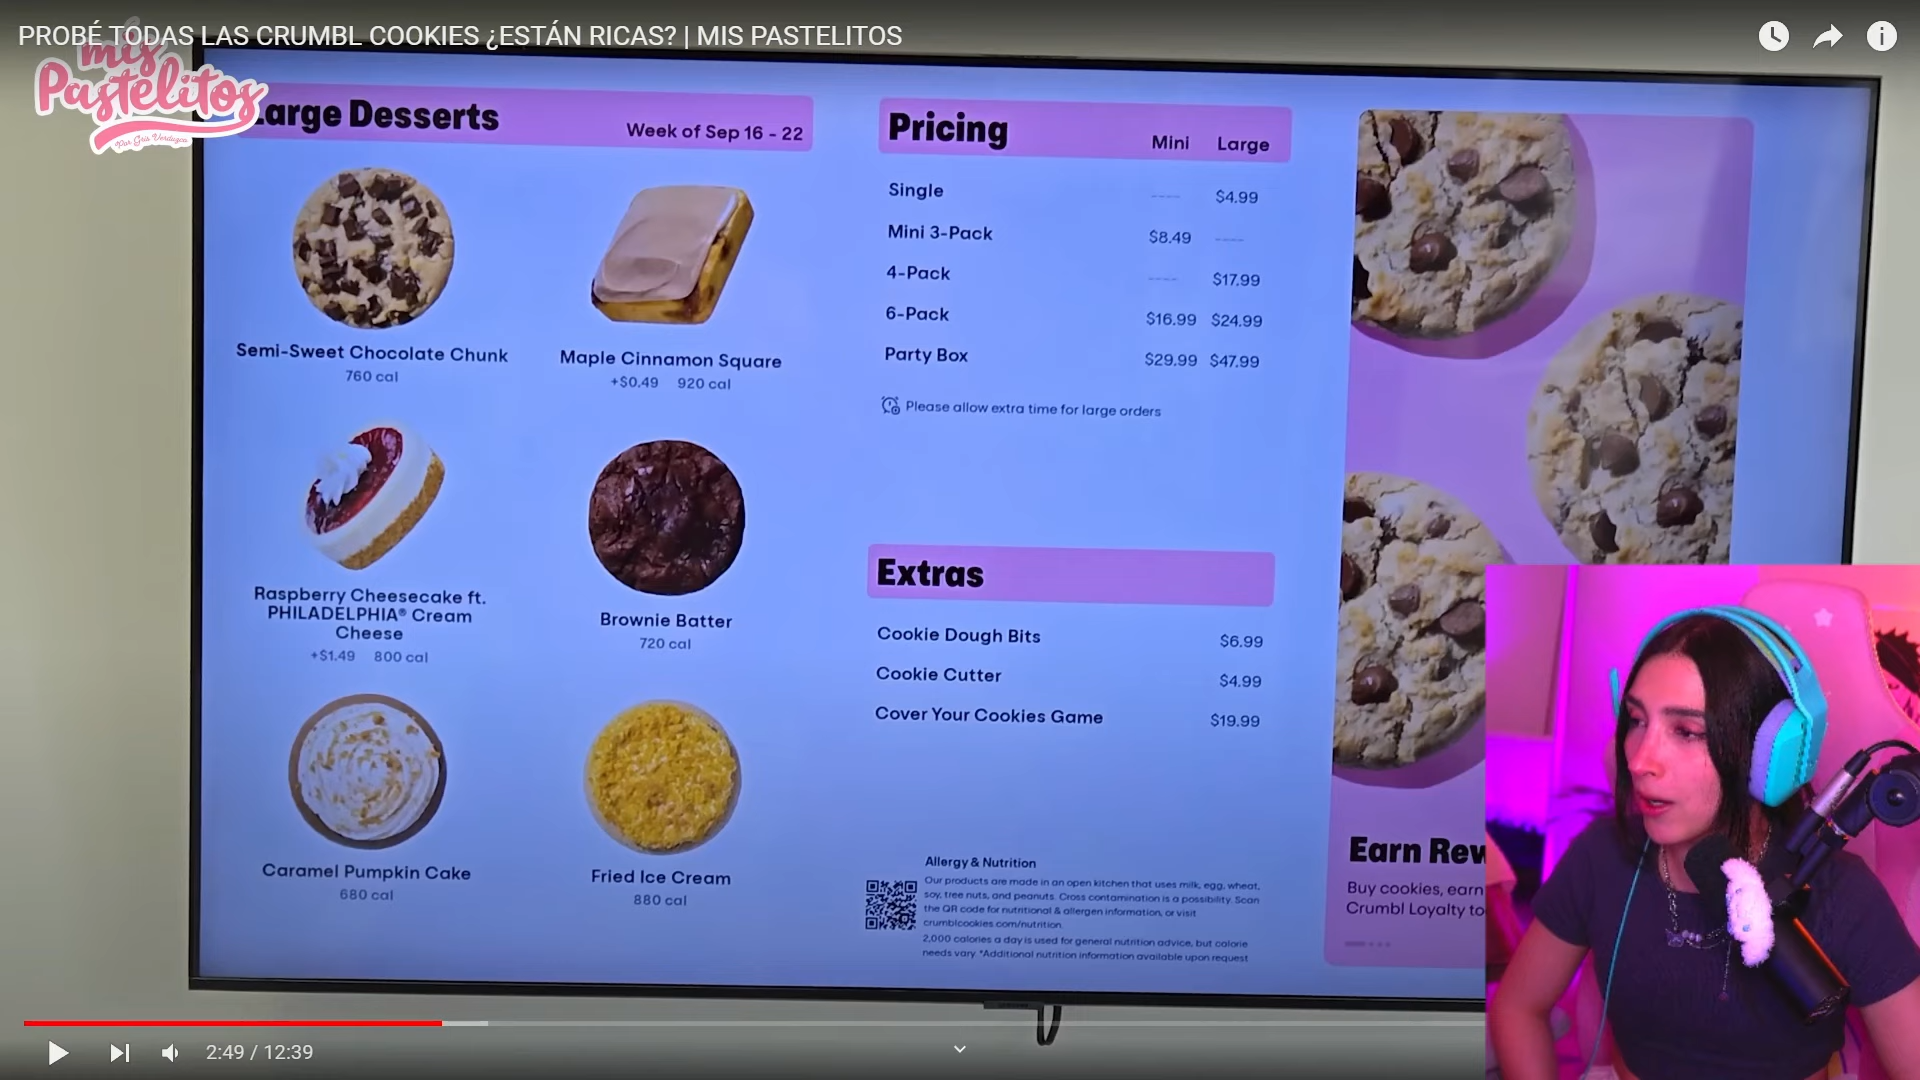 PROBÉ TODAS LAS CRUMBL COOKIES ¿ESTÁN RICAS? | MIS PASTELITOS
mis
Pastelitos
Por Gris Verduzco
Large Desserts
Week of Sep 16 - 22
Semi-Sweet Chocolate Chunk
760 cal
Maple Cinnamon Square
+$0.49 920 cal
Raspberry Cheesecake ft.
PHILADELPHIA® Cream
Cheese
+$1.49 800 cal
Brownie Batter
720 cal
Caramel Pumpkin Cake
680 cal
Fried Ice Cream
880 cal
Pricing Mini Large
Single ---- $4.99
Mini 3-Pack $8.49 ----
4-Pack ---- $17.99
6-Pack $16.99 $24.99
Party Box $29.99 $47.99
Please allow extra time for large orders
Extras
Cookie Dough Bits $6.99
Cookie Cutter $4.99
Cover Your Cookies Game $19.99
Allergy & Nutrition
Our products are made in an open kitchen that uses milk, egg, wheat,
soy, tree nuts, and peanuts. Cross contamination is a possibility. Scan
the QR code for nutritional & allergen information, or visit
crumblcookies.com/nutrition.
2,000 calories a day is used for general nutrition advice, but calorie
needs vary. *Additional nutrition information available upon request
Earn Rew
Buy cookies, earn
Crumbl Loyalty to
2:49 / 12:39